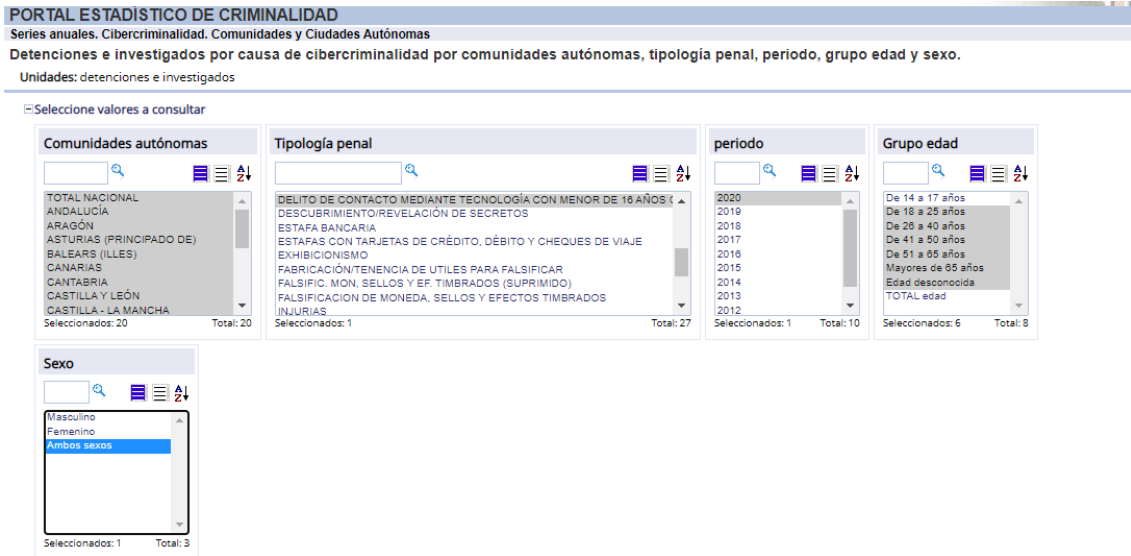 PORTAL ESTADÍSTICO DE CRIMINALIDAD
Series anuales. Cibercriminalidad. Comunidades y Ciudades Autónomas
Detenciones e investigados por causa de cibercriminalidad por comunidades autónomas, tipología penal, periodo, grupo edad y sexo.
Unidades: detenciones e investigados
Seleccione valores a consultar
Comunidades autónomas
TOTAL NACIONAL
ANDALUCÍA
ARAGÓN
ASTURIAS (PRINCIPADO DE)
BALEARS (ILLES)
CANARIAS
CANTABRIA
CASTILLA Y LEÓN
CASTILLA - LA MANCHA
Seleccionados: 20 Total: 20
Tipología penal
DELITO DE CONTACTO MEDIANTE TECNOLOGÍA CON MENOR DE 16 AÑOS (
DESCUBRIMIENTO/REVELACIÓN DE SECRETOS
ESTAFA BANCARIA
ESTAFAS CON TARJETAS DE CRÉDITO, DÉBITO Y CHEQUES DE VIAJE
EXHIBICIONISMO
FABRICACIÓN/TENENCIA DE UTILES PARA FALSIFICAR
FALSIFIC. MON, SELLOS Y EF. TIMBRADOS (SUPRIMIDO)
FALSIFICACION DE MONEDA, SELLOS Y EFECTOS TIMBRADOS
INJURIAS
Seleccionados: 1 Total: 27
periodo
2020
2019
2018
2017
2016
2015
2014
2013
2012
Seleccionados: 1 Total: 10
Grupo edad
De 14 a 17 años
De 18 a 25 años
De 26 a 40 años
De 41 a 50 años
De 51 a 65 años
Mayores de 65 años
Edad desconocida
TOTAL edad
Seleccionados: 6 Total: 8
Sexo
Masculino
Femenino
Ambos sexos
Seleccionados: 1 Total: 3